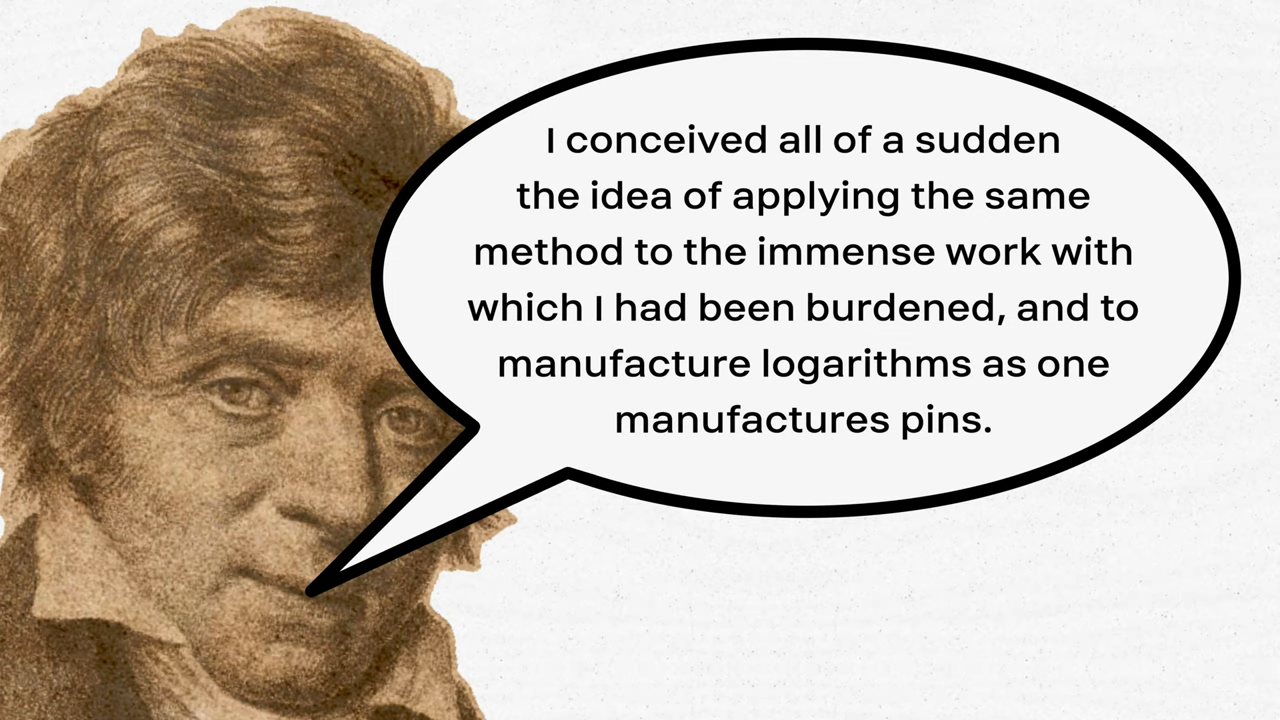 I conceived all of a sudden
the idea of applying the same
method to the immense work with
which I had been burdened, and to
manufacture logarithms as one
manufactures pins.